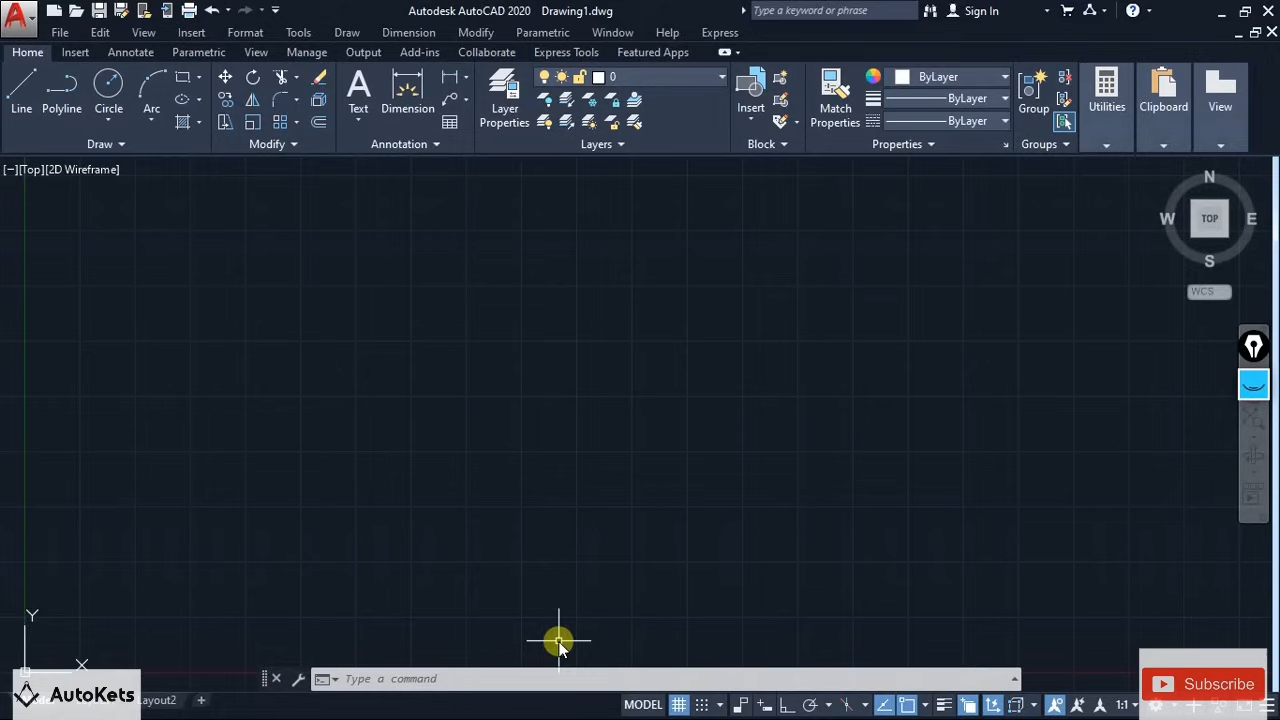 Autodesk AutoCAD 2020 Drawing1.dwg
Type a keyword or phrase
Sign In
File Edit View Insert Format Tools Draw Dimension Modify Parametric Window Help Express
Home Insert Annotate Parametric View Manage Output Add-ins Collaborate Express Tools Featured Apps
0
ByLayer
ByLayer
ByLayer
Line Polyline Circle Arc
Text Dimension
Layer
Properties
Insert
Match
Properties
Group
Utilities
Clipboard
View
Draw Modify Annotation Layers Block Properties Groups
[−][Top][2D Wireframe]
N
W TOP E
S
WCS
Y
X
Type a command
AutoKets
Layout2 +
MODEL
1:1
Subscribe